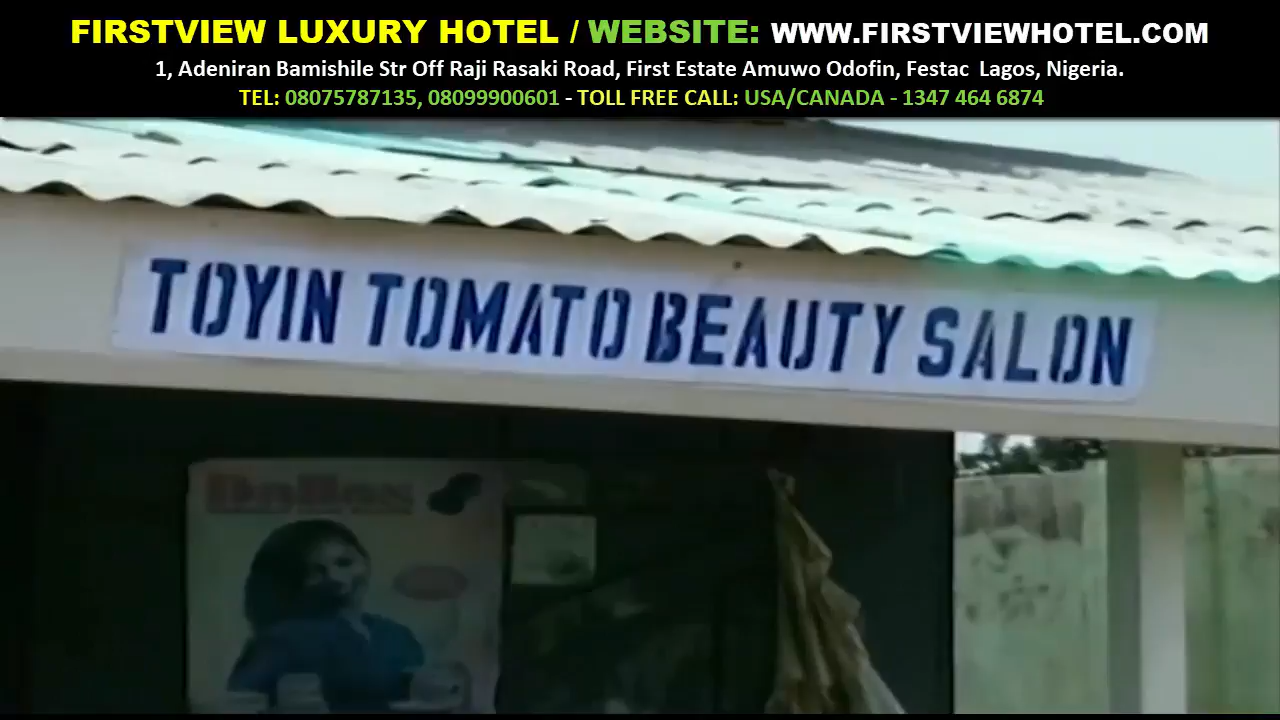 FIRSTVIEW LUXURY HOTEL / WEBSITE: WWW.FIRSTVIEWHOTEL.COM
1, Adeniran Bamishile Str Off Raji Rasaki Road, First Estate Amuwo Odofin, Festac Lagos, Nigeria.
TEL: 08075787135, 08099900601 - TOLL FREE CALL: USA/CANADA - 1347 464 6874
TOYIN TOMATO BEAUTY SALON